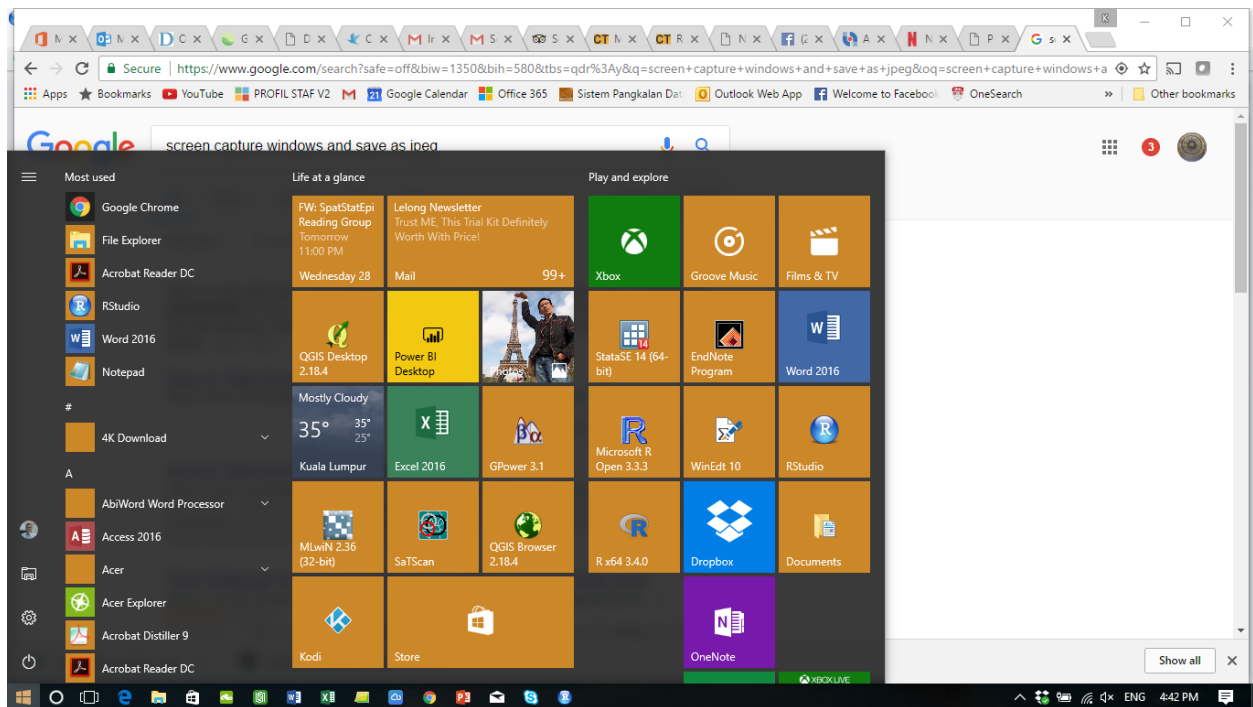 N
N
D C
G
D
C
M Ir
S
S
CT N
CT R
N
(2
A
N N
P
G s
K
Secure | https://www.google.com/search?safe=off&biw=1350&bih=580&tbs=qdr%3Ay&q=screen+capture+windows+and+save+as+jpeg&oq=screen+capture+windows+a
Apps Bookmarks YouTube PROFIL STAF V2 21 Google Calendar Office 365 Sistem Pangkalan Dat Outlook Web App Welcome to Facebook OneSearch » Other bookmarks
Google
screen capture windows and save as jpeg
3
Most used
Google Chrome
File Explorer
Acrobat Reader DC
RStudio
Word 2016
Notepad
#
4K Download
A
AbiWord Word Processor
Access 2016
Acer
Acer Explorer
Acrobat Distiller 9
Acrobat Reader DC
Life at a glance
FW: SpatStatEpi
Reading Group
Tomorrow
11:00 PM
Wednesday 28
Lelong Newsletter
Trust ME, This Trial Kit Definitely
Worth With Price!
Mail 99+
QGIS Desktop
2.18.4
Power BI
Desktop
Photos
Mostly Cloudy
35° 35°
25°
Kuala Lumpur
Excel 2016
GPower 3.1
MLwiN 2.36
(32-bit)
SaTScan
QGIS Browser
2.18.4
Kodi
Store
Play and explore
Xbox
Groove Music
Films & TV
StataSE 14 (64-
bit)
EndNote
Program
Word 2016
Microsoft R
Open 3.3.3
WinEdt 10
RStudio
R x64 3.4.0
Dropbox
Documents
OneNote
XBOX LIVE
Show all
ENG 4:42 PM